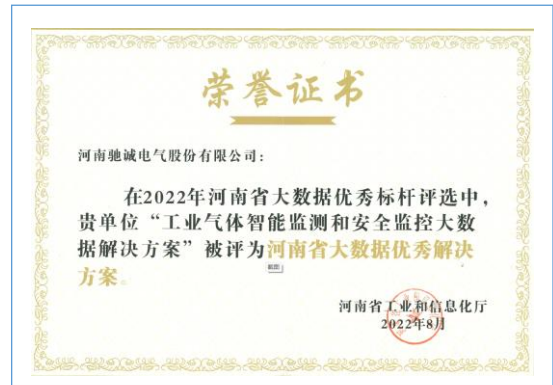 荣誉证书
河南驰诚电气股份有限公司：
在2022年河南省大数据优秀标杆评选中，
贵单位“工业气体智能监测和安全监控大数
据解决方案”被评为河南省大数据优秀解决
方案。
河南省工业和信息化厅
2022年8月